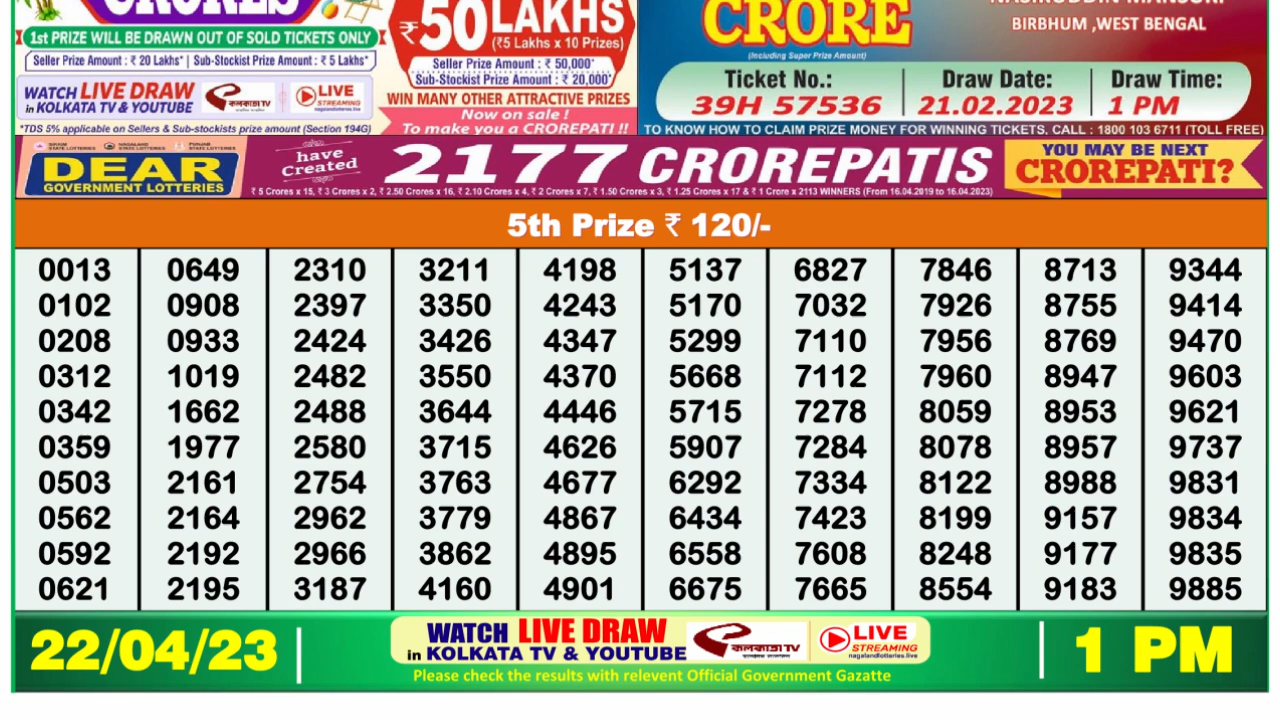 CRORES
1st PRIZE WILL BE DRAWN OUT OF SOLD TICKETS ONLY
Seller Prize Amount : ₹ 20 Lakhs* | Sub-Stockist Prize Amount : ₹ 5 Lakhs*
WATCH LIVE DRAW
in KOLKATA TV & YOUTUBE
কলকাতা TV
LIVE
STREAMING
nagalandlotteries.live
*TDS 5% applicable on Sellers & Sub-stockists prize amount (Section 194G)
₹50 LAKHS
(₹5 Lakhs x 10 Prizes)
Seller Prize Amount : ₹ 50,000*
Sub-Stockist Prize Amount : ₹ 20,000*
WIN MANY OTHER ATTRACTIVE PRIZES
Now on sale !
To make you a CROREPATI !!
CRORE
(Including Super Prize Amount)
NASIRUDDIN MANSURI
BIRBHUM ,WEST BENGAL
Ticket No.: Draw Date: Draw Time:
39H 57536 21.02.2023 1 PM
TO KNOW HOW TO CLAIM PRIZE MONEY FOR WINNING TICKETS. CALL : 1800 103 6711 (TOLL FREE)
DEAR
GOVERNMENT LOTTERIES
have
Created
2177 CROREPATIS
₹ 5 Crores x 15, ₹ 3 Crores x 2, ₹ 2.50 Crores x 16, ₹ 2.10 Crores x 4, ₹ 2 Crores x 7, ₹ 1.50 Crores x 3, ₹ 1.25 Crores x 17 & ₹ 1 Crore x 2113 WINNERS (From 16.04.2019 to 16.04.2023)
YOU MAY BE NEXT
CROREPATI?
5th Prize ₹ 120/-
0013 0649 2310 3211 4198 5137 6827 7846 8713 9344
0102 0908 2397 3350 4243 5170 7032 7926 8755 9414
0208 0933 2424 3426 4347 5299 7110 7956 8769 9470
0312 1019 2482 3550 4370 5668 7112 7960 8947 9603
0342 1662 2488 3644 4446 5715 7278 8059 8953 9621
0359 1977 2580 3715 4626 5907 7284 8078 8957 9737
0503 2161 2754 3763 4677 6292 7334 8122 8988 9831
0562 2164 2962 3779 4867 6434 7423 8199 9157 9834
0592 2192 2966 3862 4895 6558 7608 8248 9177 9835
0621 2195 3187 4160 4901 6675 7665 8554 9183 9885
22/04/23
WATCH LIVE DRAW
in KOLKATA TV & YOUTUBE
কলকাতা TV
LIVE
STREAMING
nagalandlotteries.live
Please check the results with relevent Official Government Gazatte
1 PM